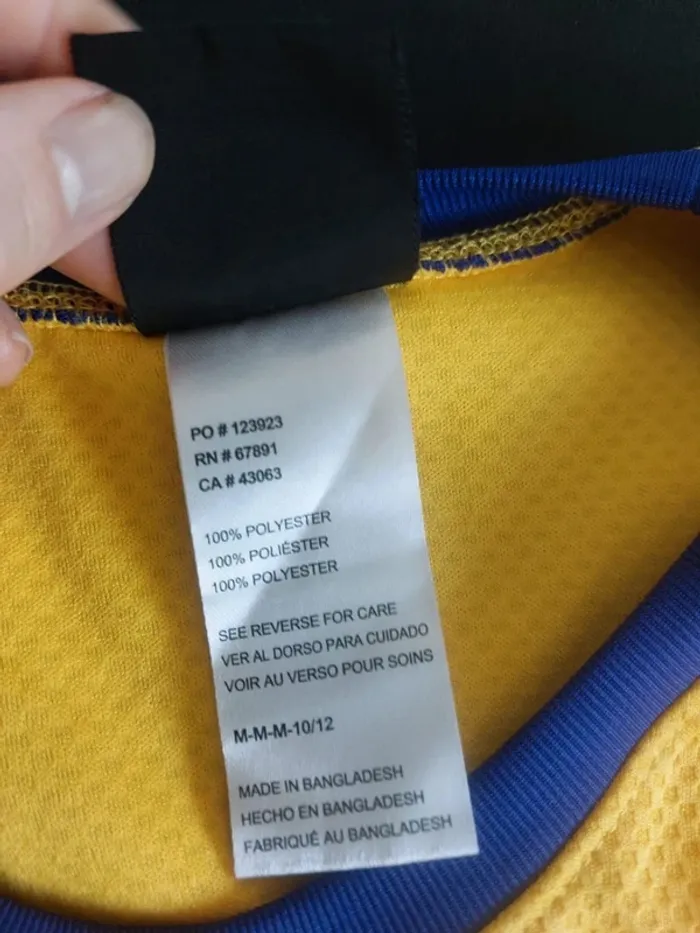 PO # 123923
RN # 67891
CA # 43063
100% POLYESTER
100% POLIÉSTER
100% POLYESTER
SEE REVERSE FOR CARE
VER AL DORSO PARA CUIDADO
VOIR AU VERSO POUR SOINS
M-M-M-10/12
MADE IN BANGLADESH
HECHO EN BANGLADESH
FABRIQUÉ AU BANGLADESH